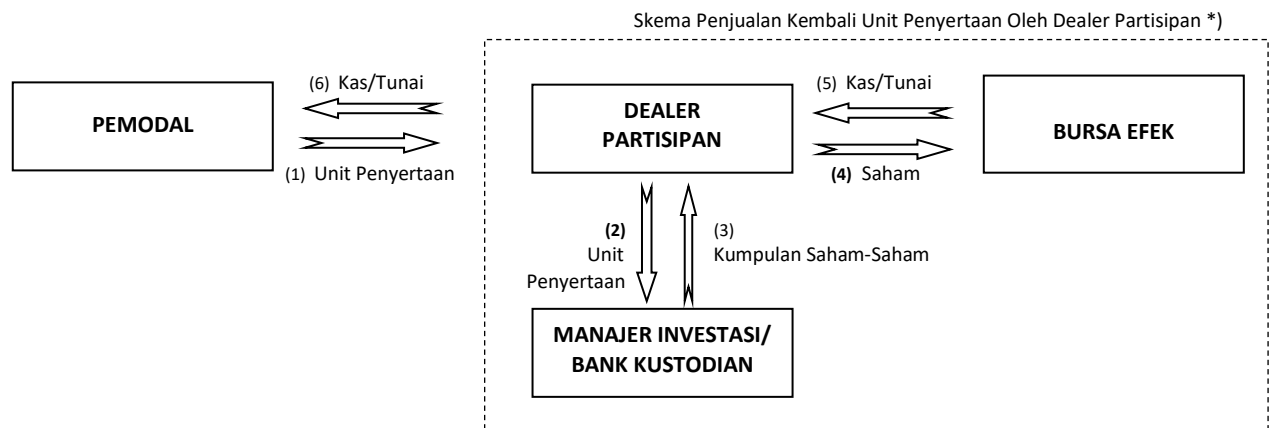 Skema Penjualan Kembali Unit Penyertaan Oleh Dealer Partisipan *)
(6) Kas/Tunai
PEMODAL
(1) Unit Penyertaan
DEALER
PARTISIPAN
(5) Kas/Tunai
(4) Saham
BURSA EFEK
(2)
Unit
Penyertaan
(3)
Kumpulan Saham-Saham
MANAJER INVESTASI/
BANK KUSTODIAN